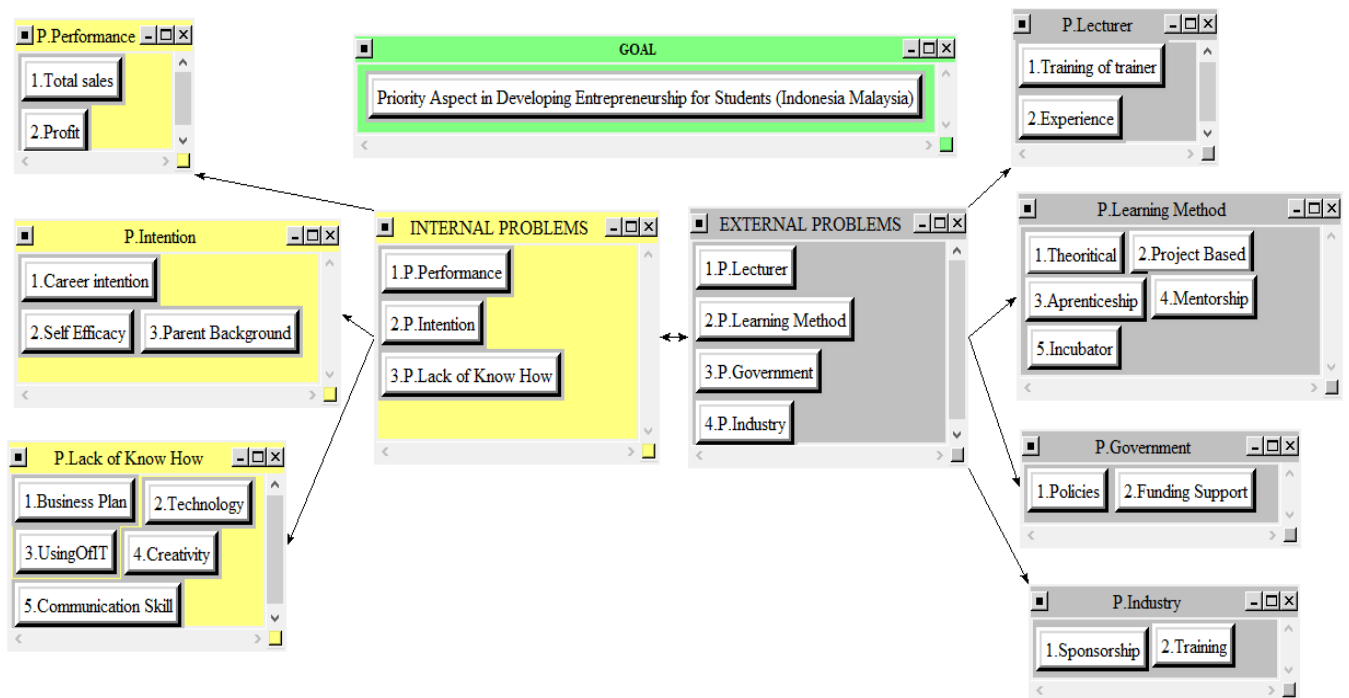 P.Performance
1.Total sales
2.Profit
GOAL
Priority Aspect in Developing Entrepreneurship for Students (Indonesia Malaysia)
P.Lecturer
1.Training of trainer
2.Experience
P.Intention
1.Career intention
2.Self Efficacy 3.Parent Background
INTERNAL PROBLEMS
1.P.Performance
2.P.Intention
3.P.Lack of Know How
EXTERNAL PROBLEMS
1.P.Lecturer
2.P.Learning Method
3.P.Government
4.P.Industry
P.Learning Method
1.Theoritical 2.Project Based
3.Aprenticeship 4.Mentorship
5.Incubator
P.Lack of Know How
1.Business Plan 2.Technology
3.UsingOfIT 4.Creativity
5.Communication Skill
P.Government
1.Policies 2.Funding Support
P.Industry
1.Sponsorship 2.Training